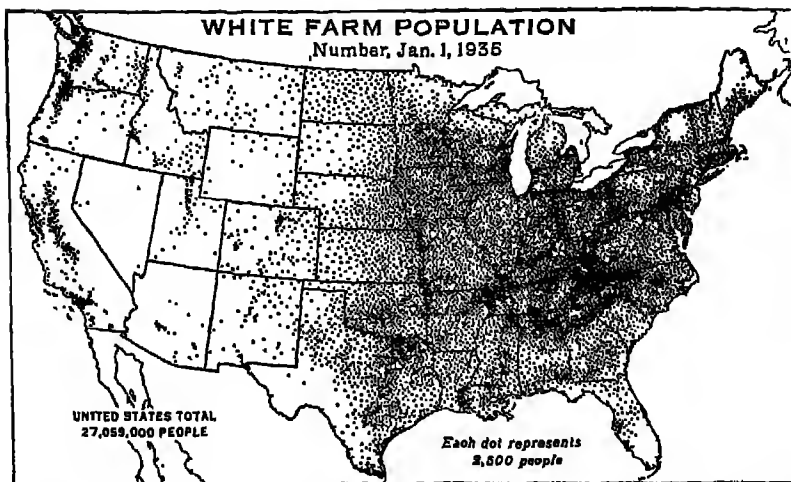 WHITE FARM POPULATION
Number, Jan. 1, 1935
UNITED STATES TOTAL
27,059,000 PEOPLE
Each dot represents
2,500 people